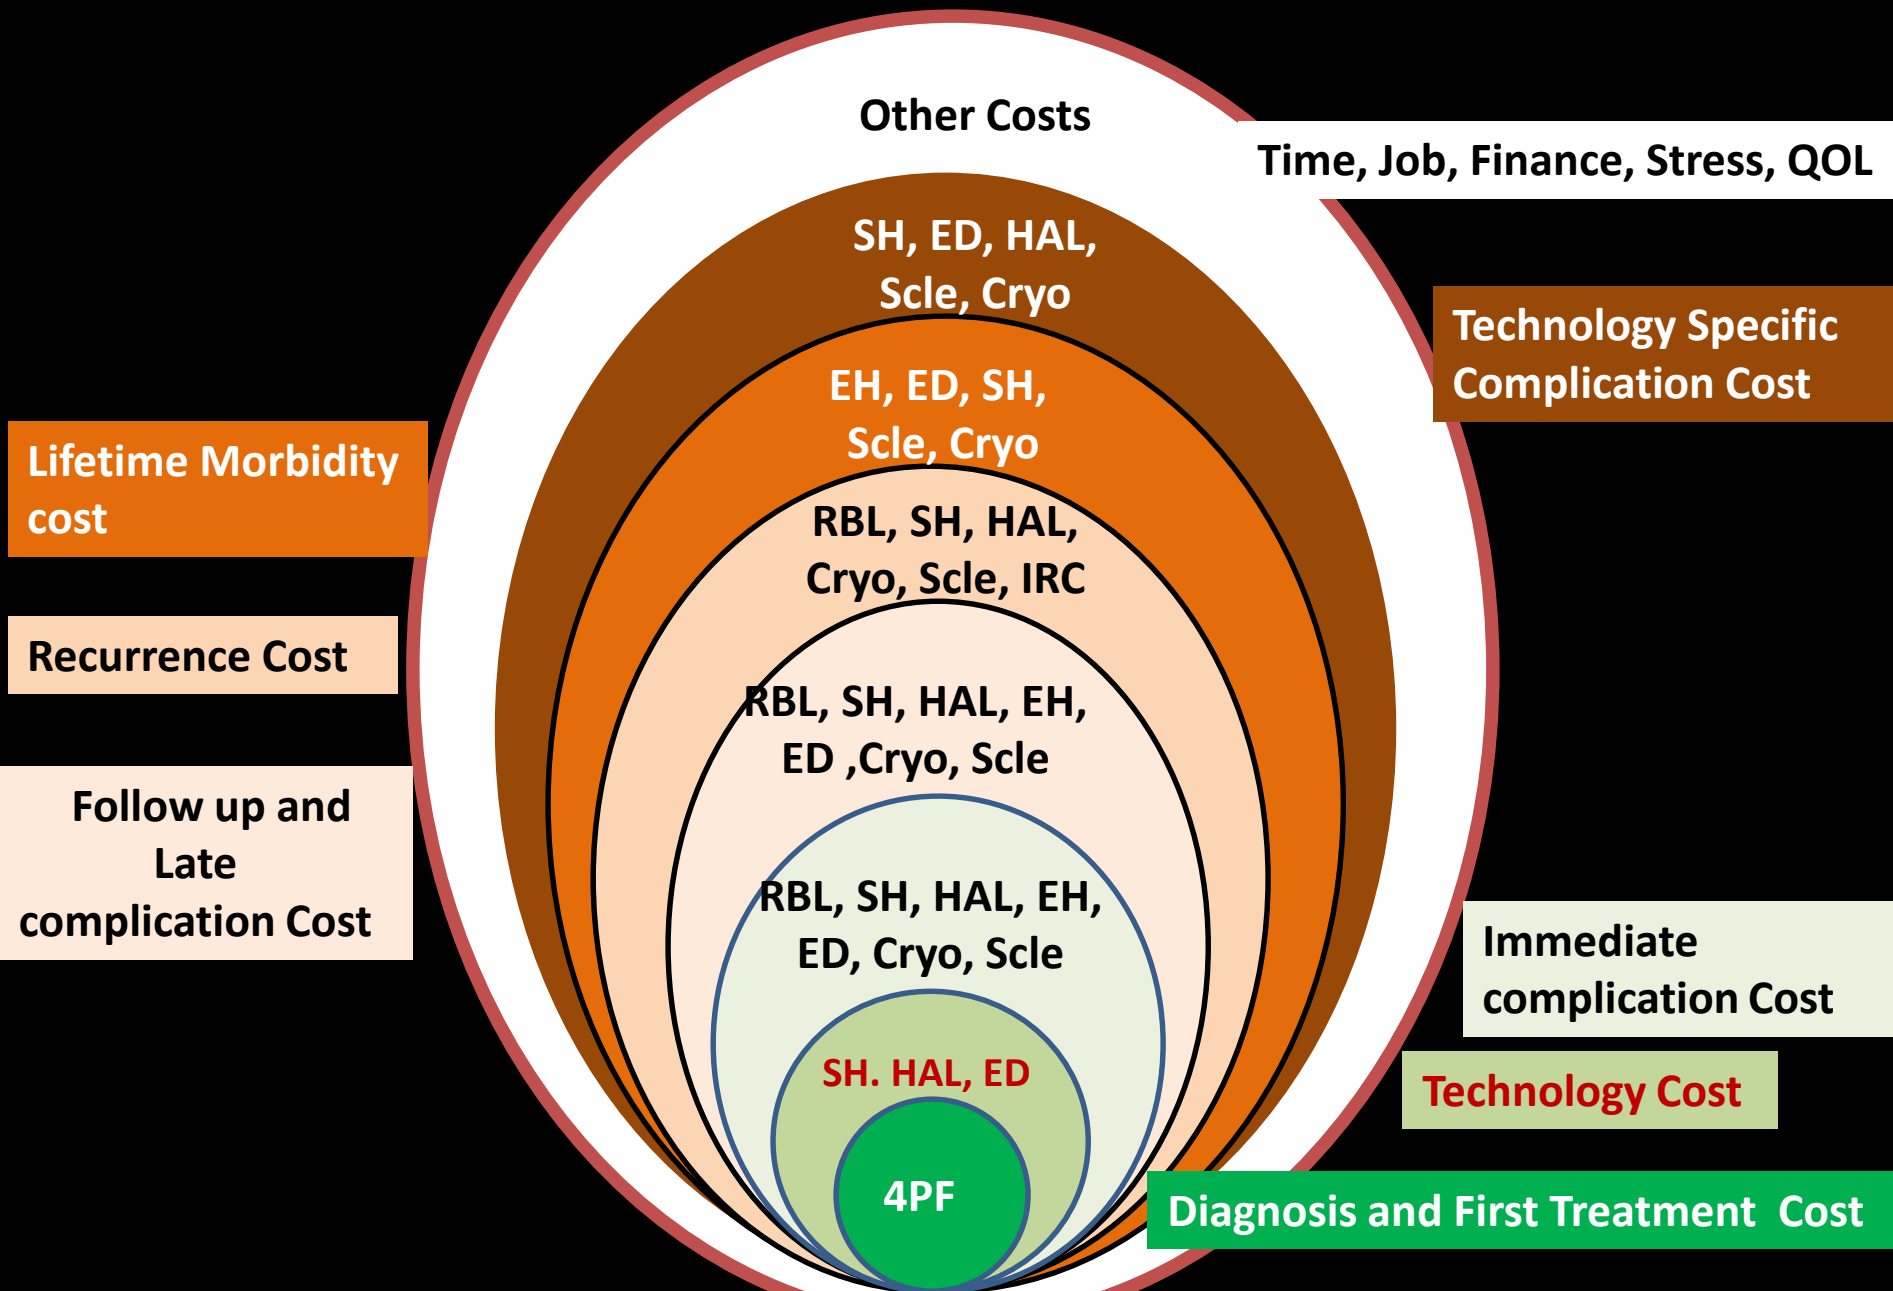 Other Costs
Time, Job, Finance, Stress, QOL
SH, ED, HAL,
Scle, Cryo
Technology Specific
Complication Cost
EH, ED, SH,
Scle, Cryo
Lifetime Morbidity
cost
RBL, SH, HAL,
Cryo, Scle, IRC
Recurrence Cost
RBL, SH, HAL, EH,
ED ,Cryo, Scle
Follow up and
Late
complication Cost
RBL, SH, HAL, EH,
ED, Cryo, Scle
Immediate
complication Cost
SH. HAL, ED
Technology Cost
4PF
Diagnosis and First Treatment  Cost